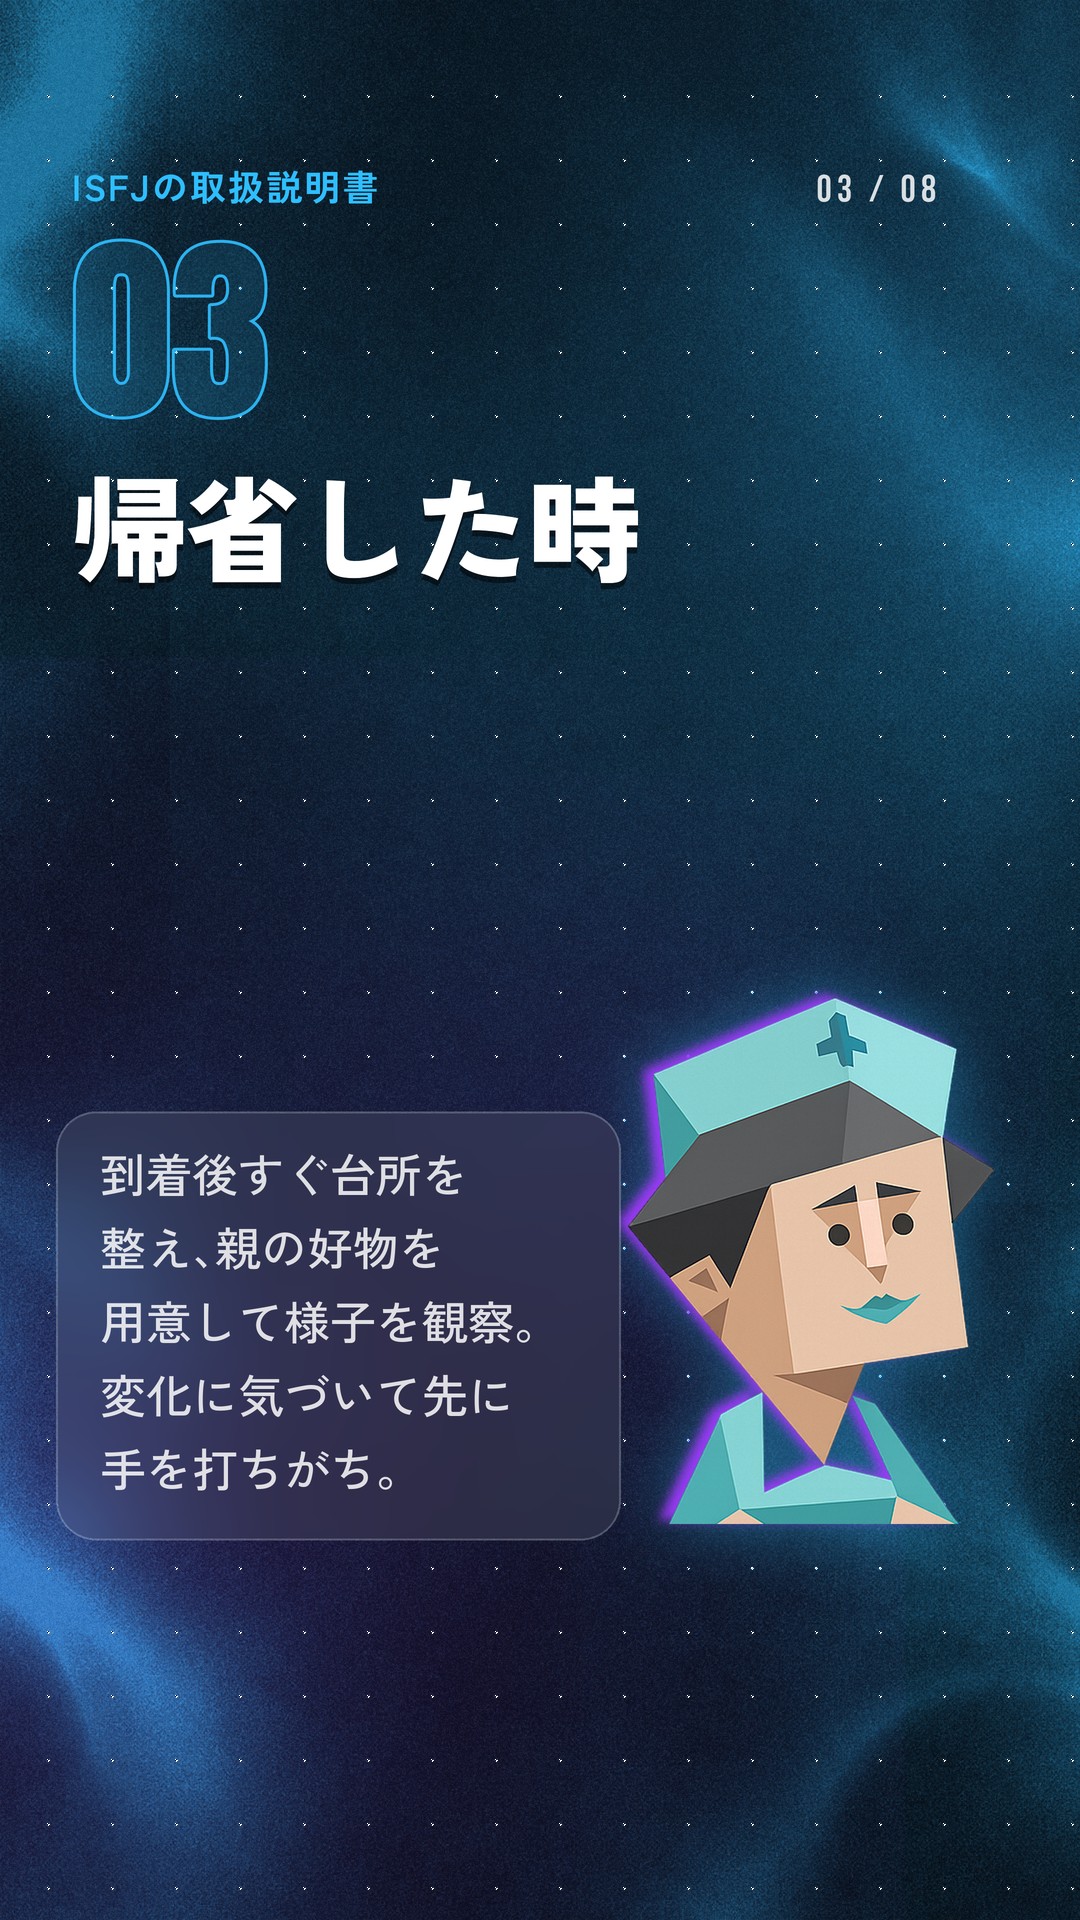 ISFJの取扱説明書
03 / 08
03
帰省した時
到着後すぐ台所を
整え、親の好物を
用意して様子を観察。
変化に気づいて先に
手を打ちがち。